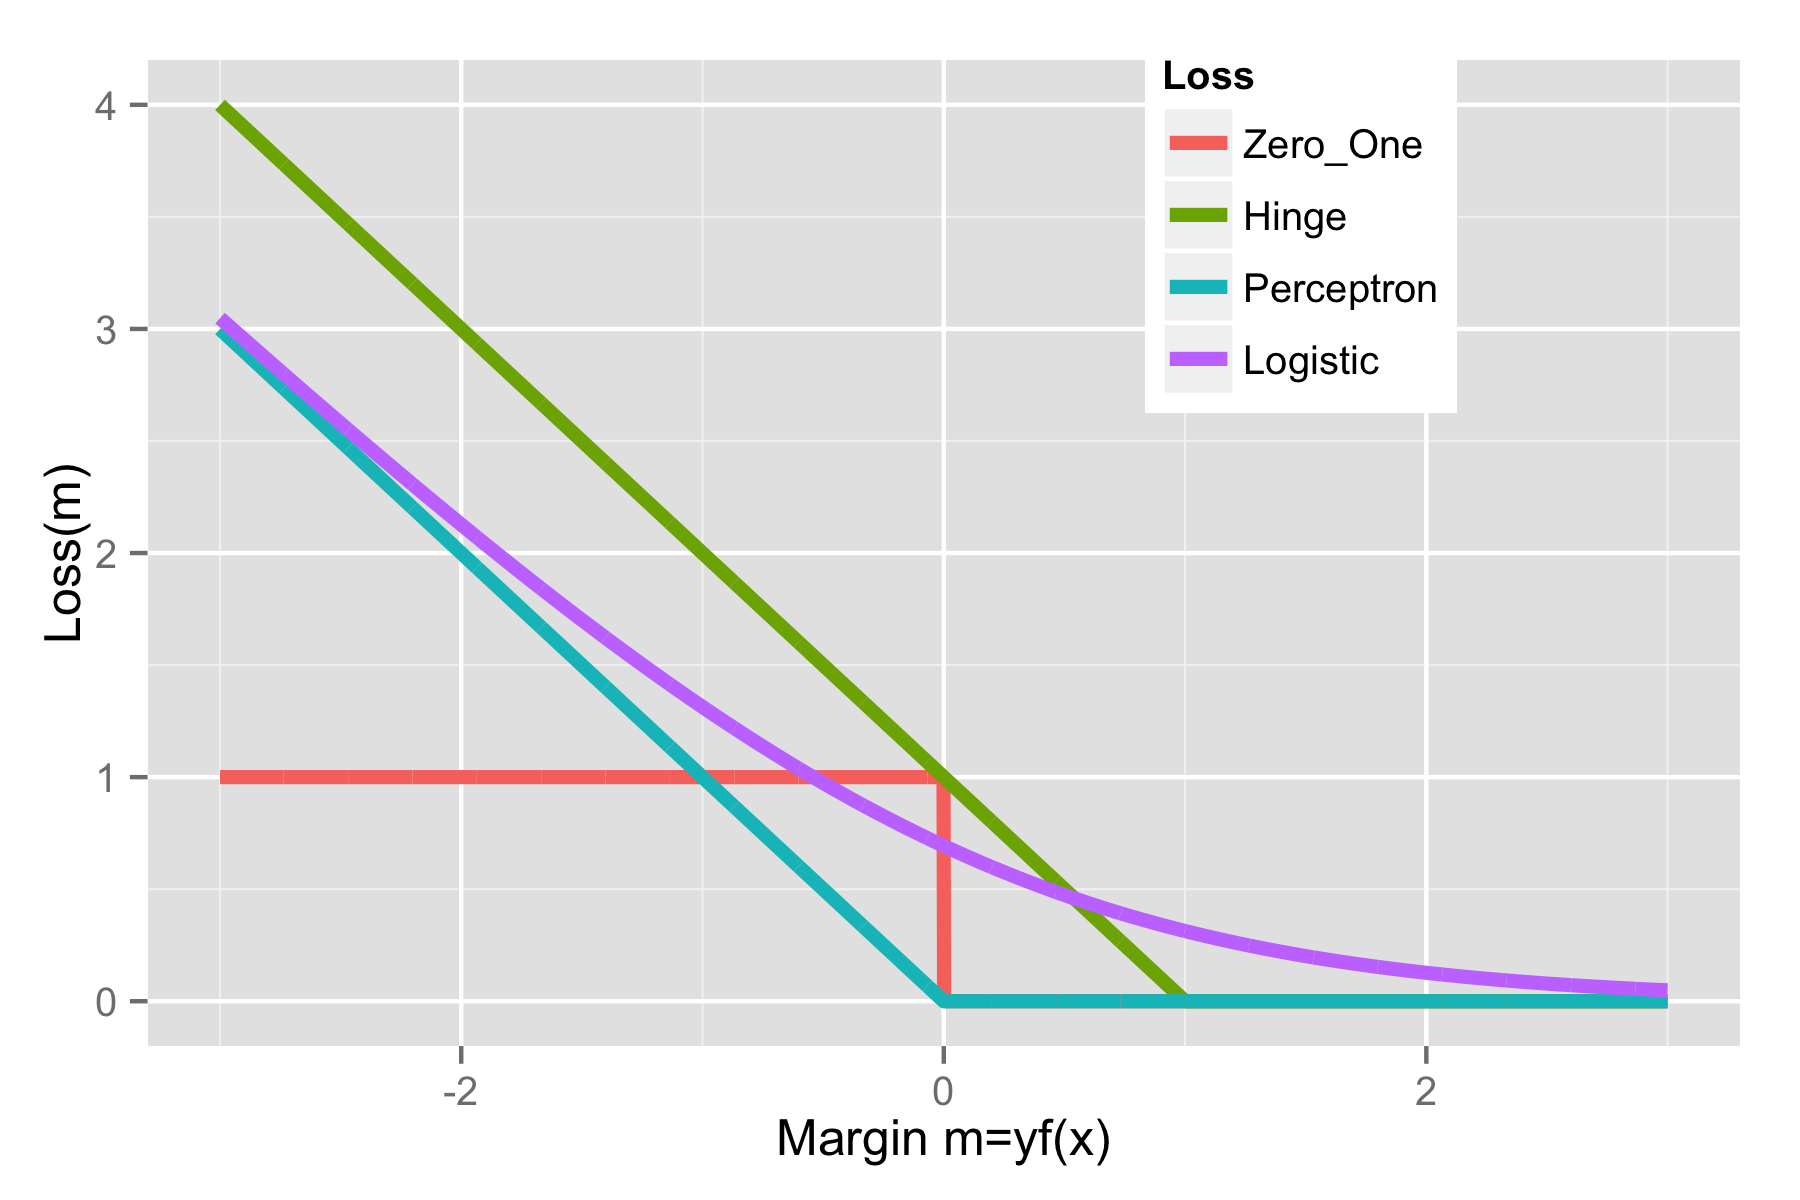 Loss
Zero_One
Hinge
Perceptron
Logistic
4
3
2
1
0
Loss(m)
-2
0
2
Margin m=yf(x)